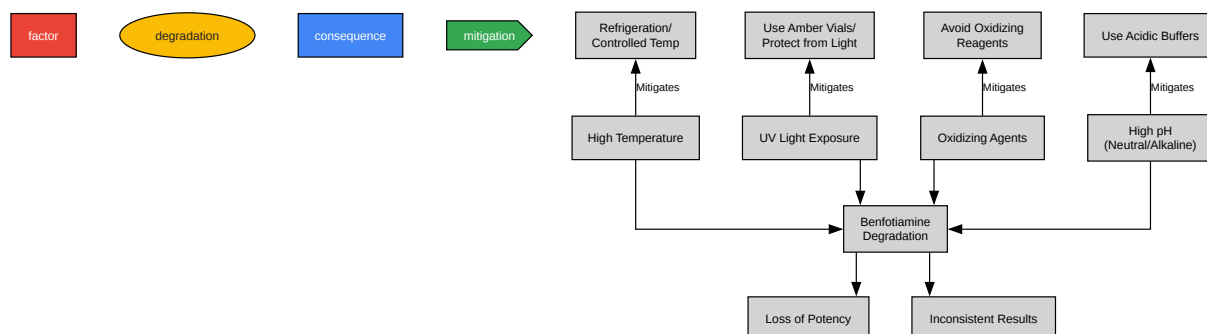 factor
degradation
consequence
mitigation
Refrigeration/
Controlled Temp
Use Amber Vials/
Protect from Light
Avoid Oxidizing
Reagents
Use Acidic Buffers
Mitigates
Mitigates
Mitigates
Mitigates
High Temperature
UV Light Exposure
Oxidizing Agents
High pH
(Neutral/Alkaline)
Benfotiamine
Degradation
Loss of Potency
Inconsistent Results